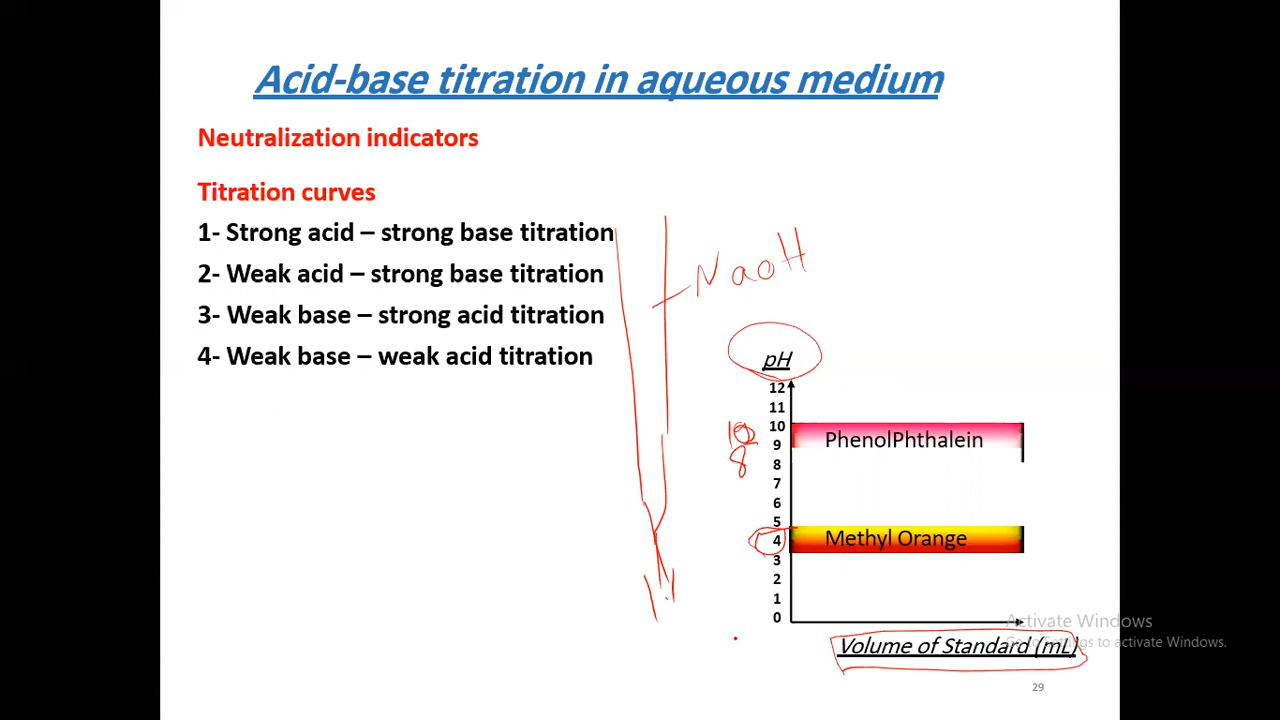 Acid-base titration in aqueous medium
Neutralization indicators
Titration curves
1- Strong acid – strong base titration
2- Weak acid – strong base titration
3- Weak base – strong acid titration
4- Weak base – weak acid titration
NaoH
pH
12
11
10
9
8
7
6
5
4
3
2
1
0
10
8
PhenolPhthalein
Methyl Orange
Volume of Standard (mL)
Activate Windows
Go to Settings to activate Windows.
29